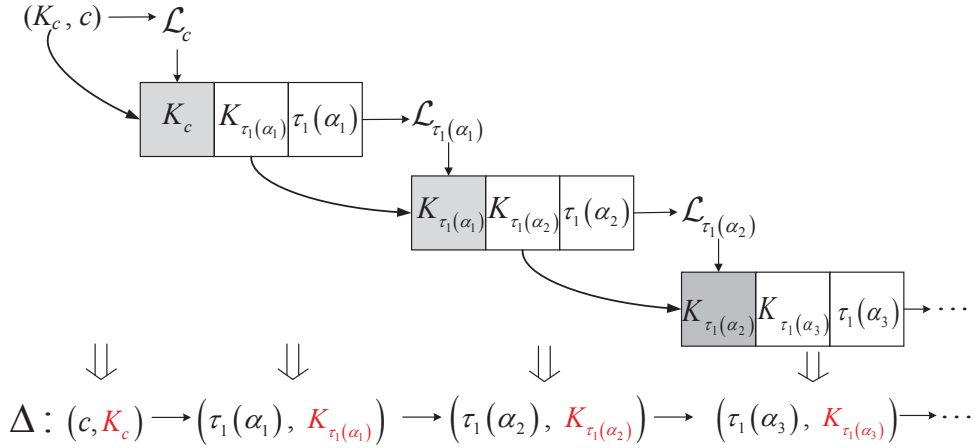 (K_c, c) → ℒ_c
K_c K_{τ₁(α₁)} τ₁(α₁) → ℒ_{τ₁(α₁)}
K_{τ₁(α₁)} K_{τ₁(α₂)} τ₁(α₂) → ℒ_{τ₁(α₂)}
K_{τ₁(α₂)} K_{τ₁(α₃)} τ₁(α₃) → ⋯
Δ : (c, K_c) → (τ₁(α₁), K_{τ₁(α₁)}) → (τ₁(α₂), K_{τ₁(α₂)}) → (τ₁(α₃), K_{τ₁(α₃)}) → ⋯